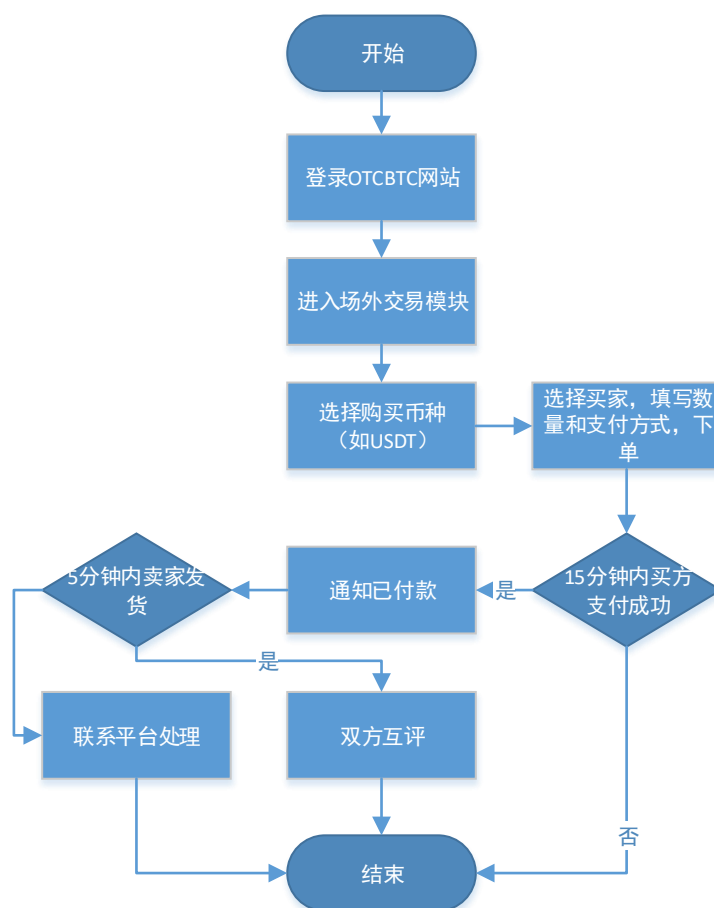 开始
登录OTCBTC网站
进入场外交易模块
选择购买币种
（如USDT）
选择买家，填写数
量和支付方式，下
单
15分钟内买方
支付成功
是
通知已付款
5分钟内卖家发
货
是
联系平台处理
双方互评
否
结束